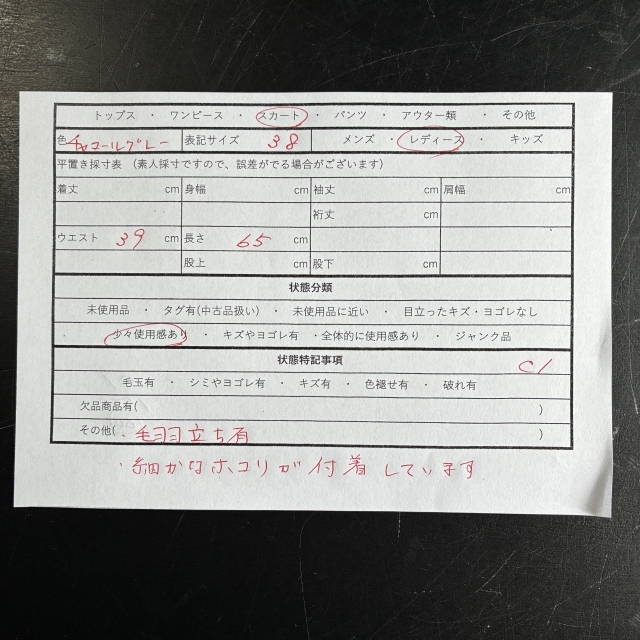 トップス ・ ワンピース ・ スカート ・ パンツ ・ アウター類 ・ その他
色 チャコールグレー 表記サイズ 38 メンズ ・ レディース ・ キッズ
平置き採寸表 (素人採寸ですので、誤差がでる場合がございます)
着丈 cm 身幅 cm 袖丈 cm 肩幅 cm
裄丈 cm
ウエスト 39 cm 長さ 65 cm
股上 cm 股下 cm
状態分類
未使用品 ・ タグ有(中古品扱い) ・ 未使用品に近い ・ 目立ったキズ・ヨゴレなし
・ 少々使用感あり ・ キズやヨゴレ有 ・全体的に使用感あり ・ ジャンク品
状態特記事項
C1
毛玉有 ・ シミやヨゴレ有 ・ キズ有 ・ 色褪せ有 ・ 破れ有
欠品商品有( )
その他( ・毛羽立ち有 )
・細かなホコリが付着しています